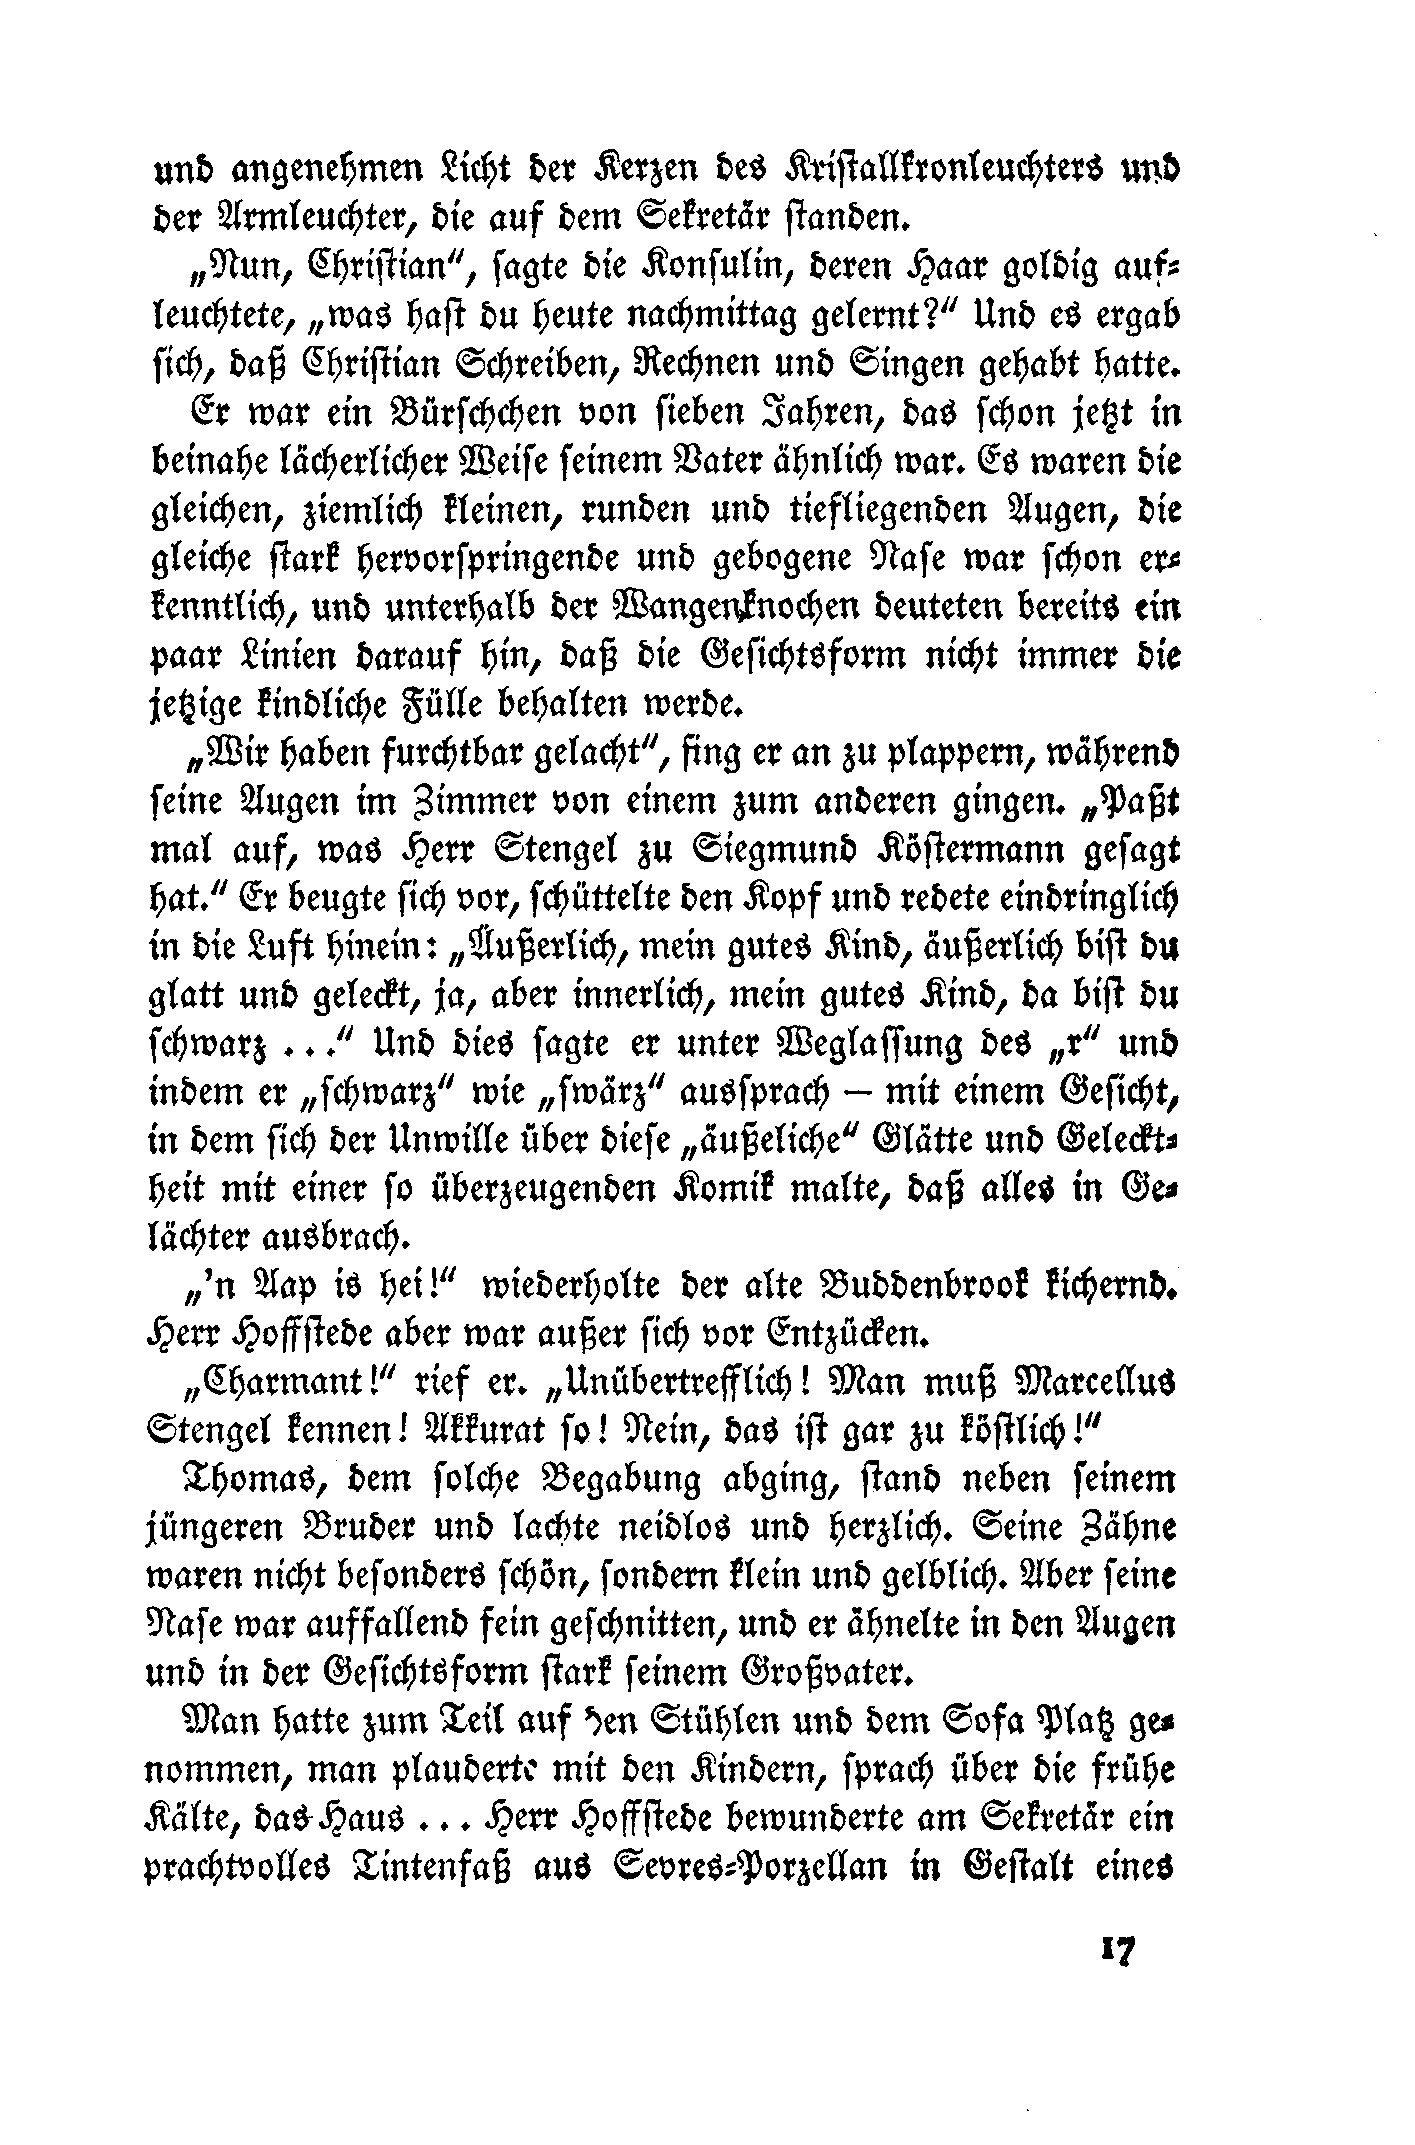 und angenehmen Licht der Kerzen des Kristallkronleuchters und
der Armleuchter, die auf dem Sekretär standen.
„Nun, Christian“, sagte die Konsulin, deren Haar goldig auf-
leuchtete, „was hast du heute nachmittag gelernt?“ Und es ergab
sich, daß Christian Schreiben, Rechnen und Singen gehabt hatte.
Er war ein Bürschchen von sieben Jahren, das schon jetzt in
beinahe lächerlicher Weise seinem Vater ähnlich war. Es waren die
gleichen, ziemlich kleinen, runden und tiefliegenden Augen, die
gleiche stark hervorspringende und gebogene Nase war schon er-
kenntlich, und unterhalb der Wangenknochen deuteten bereits ein
paar Linien darauf hin, daß die Gesichtsform nicht immer die
jetzige kindliche Fülle behalten werde.
„Wir haben furchtbar gelacht“, fing er an zu plappern, während
seine Augen im Zimmer von einem zum anderen gingen. „Paßt
mal auf, was Herr Stengel zu Siegmund Köstermann gesagt
hat.“ Er beugte sich vor, schüttelte den Kopf und redete eindringlich
in die Luft hinein: „Äußerlich, mein gutes Kind, äußerlich bist du
glatt und geleckt, ja, aber innerlich, mein gutes Kind, da bist du
schwarz . . .“ Und dies sagte er unter Weglassung des „r“ und
indem er „schwarz“ wie „swärz“ aussprach — mit einem Gesicht,
in dem sich der Unwille über diese „äußeliche“ Glätte und Geleckt-
heit mit einer so überzeugenden Komik malte, daß alles in Ge-
lächter ausbrach.
„’n Aap is hei!“ wiederholte der alte Buddenbrook kichernd.
Herr Hoffstede aber war außer sich vor Entzücken.
„Charmant!“ rief er. „Unübertrefflich! Man muß Marcellus
Stengel kennen! Akkurat so! Nein, das ist gar zu köstlich!“
Thomas, dem solche Begabung abging, stand neben seinem
jüngeren Bruder und lachte neidlos und herzlich. Seine Zähne
waren nicht besonders schön, sondern klein und gelblich. Aber seine
Nase war auffallend fein geschnitten, und er ähnelte in den Augen
und in der Gesichtsform stark seinem Großvater.
Man hatte zum Teil auf den Stühlen und dem Sofa Platz ge-
nommen, man plauderte mit den Kindern, sprach über die frühe
Kälte, das Haus . . . Herr Hoffstede bewunderte am Sekretär ein
prachtvolles Tintenfaß aus Sevres-Porzellan in Gestalt eines
17